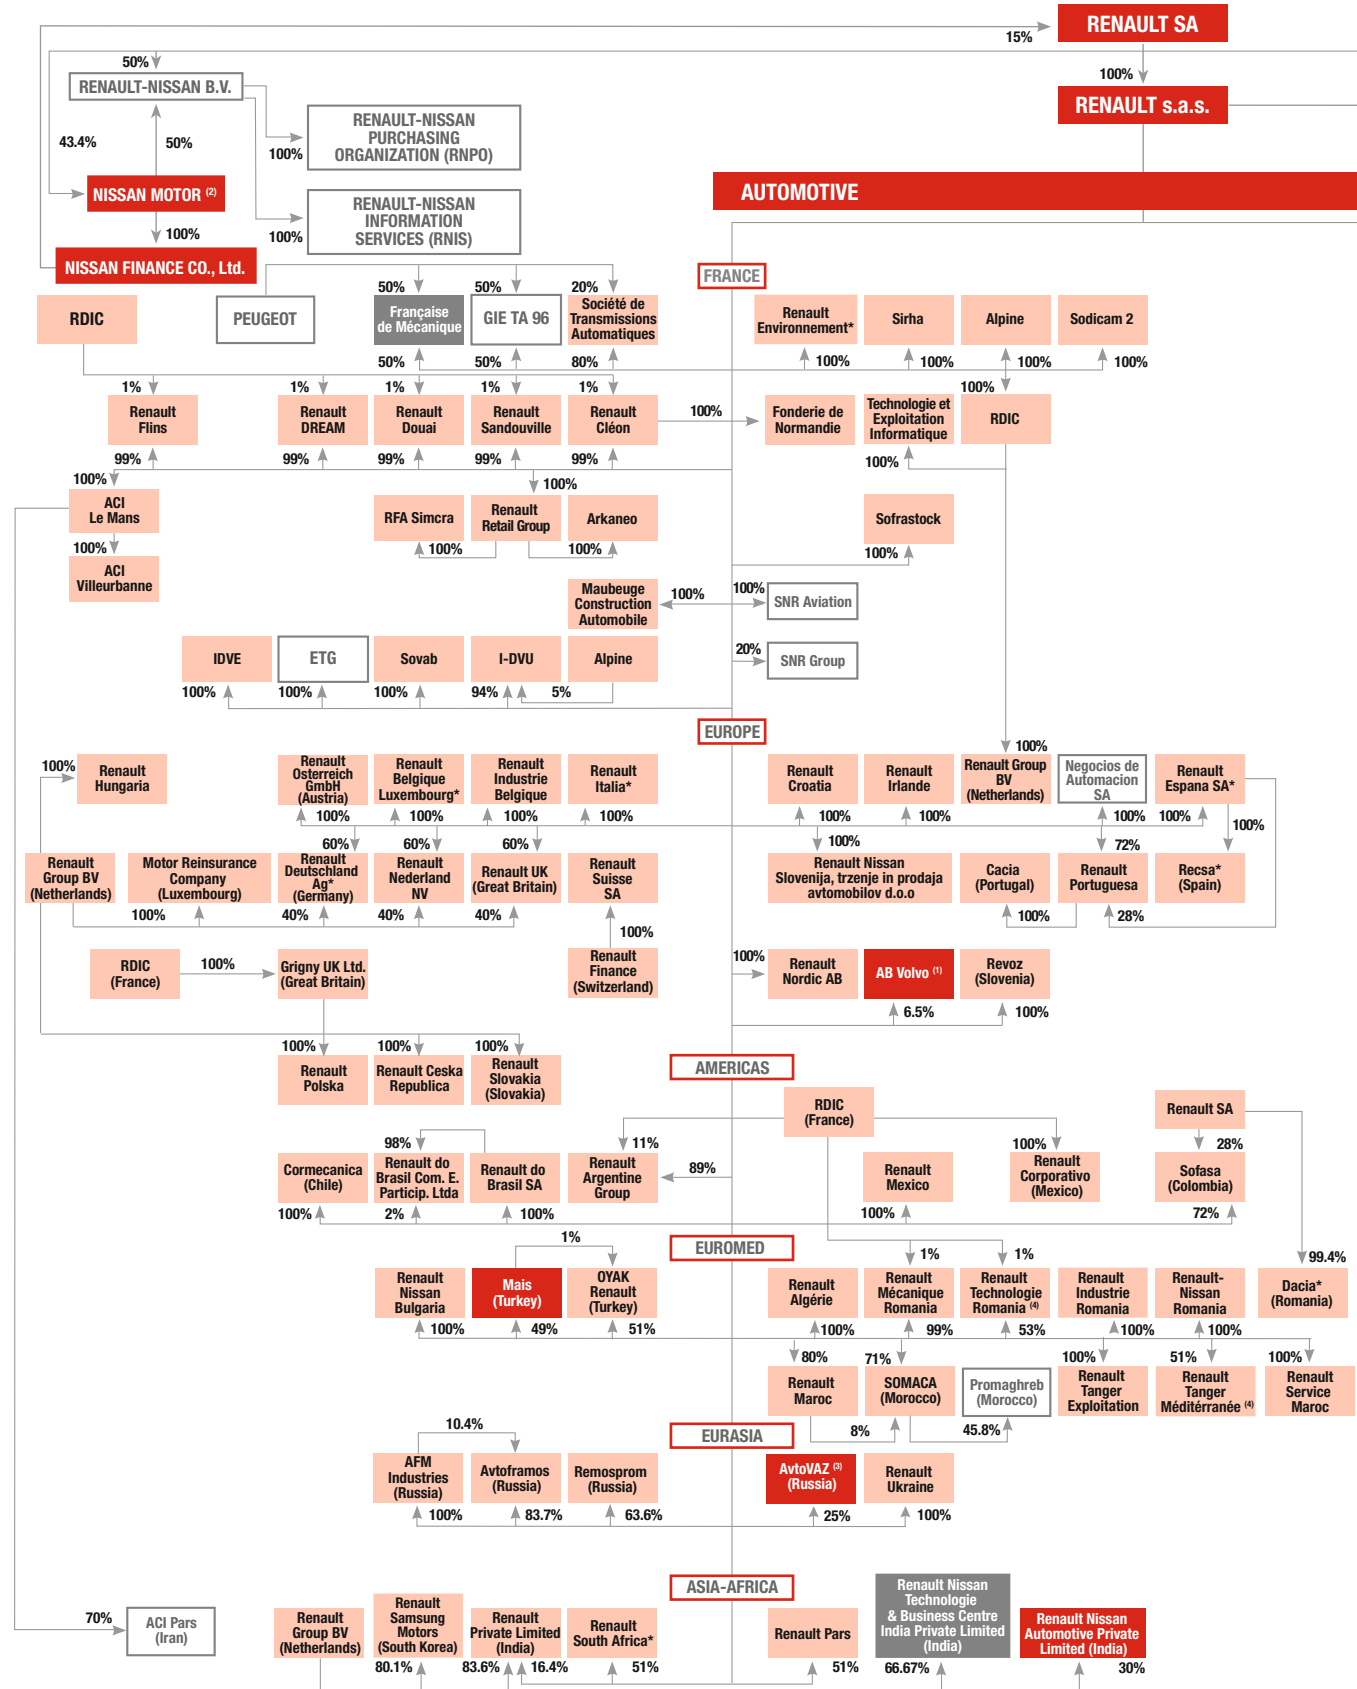 RENAULT SA
15%
50%
100%
RENAULT-NISSAN B.V.
RENAULT s.a.s.
RENAULT-NISSAN
PURCHASING
ORGANIZATION (RNPO)
43.4%
50%
100%
NISSAN MOTOR (2)
AUTOMOTIVE
RENAULT-NISSAN
INFORMATION
SERVICES (RNIS)
100%
100%
NISSAN FINANCE CO., Ltd.
FRANCE
50%
50%
20%
RDIC
PEUGEOT
Française
de Mécanique
GIE TA 96
Société de
Transmissions
Automatiques
Renault
Environnement*
Sirha
Alpine
Sodicam 2
50%
50%
80%
100%
100%
100%
100%
1%
1%
1%
1%
1%
100%
Renault
Flins
Renault
DREAM
Renault
Douai
Renault
Sandouville
Renault
Cléon
100%
Fonderie de
Normandie
Technologie et
Exploitation
Informatique
RDIC
99%
99%
99%
99%
99%
100%
100%
100%
ACI
Le Mans
RFA Simcra
Renault
Retail Group
Arkaneo
Sofrastock
100%
100%
100%
100%
ACI
Villeurbanne
Maubeuge
Construction
Automobile
100%
100%
SNR Aviation
IDVE
ETG
Sovab
I-DVU
Alpine
20%
SNR Group
100%
100%
100%
94%
5%
EUROPE
100%
100%
Renault
Hungaria
Renault
Osterreich
GmbH
(Austria)
Renault
Belgique
Luxembourg*
Renault
Industrie
Belgique
Renault
Italia*
Renault
Croatia
Renault
Irlande
Renault Group
BV
(Netherlands)
Negocios de
Automacion
SA
Renault
Espana SA*
100%
100%
100%
100%
100%
100%
100%
100%
100%
60%
60%
60%
100%
72%
Renault
Group BV
(Netherlands)
Motor Reinsurance
Company
(Luxembourg)
Renault
Deutschland
Ag*
(Germany)
Renault
Nederland
NV
Renault UK
(Great Britain)
Renault
Suisse
SA
Renault Nissan
Slovenija, trzenje in prodaja
avtomobilov d.o.o
Cacia
(Portugal)
Renault
Portuguesa
Recsa*
(Spain)
100%
40%
40%
40%
100%
28%
100%
RDIC
(France)
100%
Grigny UK Ltd.
(Great Britain)
Renault
Finance
(Switzerland)
100%
Renault
Nordic AB
AB Volvo (1)
Revoz
(Slovenia)
6.5%
100%
100%
100%
100%
Renault
Polska
Renault Ceska
Republica
Renault
Slovakia
(Slovakia)
AMERICAS
RDIC
(France)
Renault SA
98%
11%
100%
28%
Cormecanica
(Chile)
Renault do
Brasil Com. E.
Particip. Ltda
Renault do
Brasil SA
Renault
Argentine
Group
89%
Renault
Mexico
Renault
Corporativo
(Mexico)
Sofasa
(Colombia)
100%
2%
100%
100%
72%
EUROMED
1%
1%
1%
99.4%
Renault
Nissan
Bulgaria
Mais
(Turkey)
OYAK
Renault
(Turkey)
Renault
Algérie
Renault
Mécanique
Romania
Renault
Technologie
Romania (4)
Renault
Industrie
Romania
Renault-
Nissan
Romania
Dacia*
(Romania)
100%
49%
51%
100%
99%
53%
100%
100%
80%
71%
100%
51%
100%
Renault
Maroc
SOMACA
(Morocco)
Promaghreb
(Morocco)
Renault
Tanger
Exploitation
Renault
Tanger
Méditérranée (4)
Renault
Service
Maroc
8%
45.8%
EURASIA
10.4%
AFM
Industries
(Russia)
Avtoframos
(Russia)
Remosprom
(Russia)
AvtoVAZ (3)
(Russia)
Renault
Ukraine
100%
83.7%
63.6%
25%
100%
ASIA-AFRICA
70%
ACI Pars
(Iran)
Renault
Group BV
(Netherlands)
Renault
Samsung
Motors
(South Korea)
Renault
Private Limited
(India)
Renault
South Africa*
Renault Pars
Renault Nissan
Technologie
& Business Centre
India Private Limited
(India)
Renault Nissan
Automotive Private
Limited (India)
80.1%
83.6%
16.4%
51%
51%
66.67%
30%